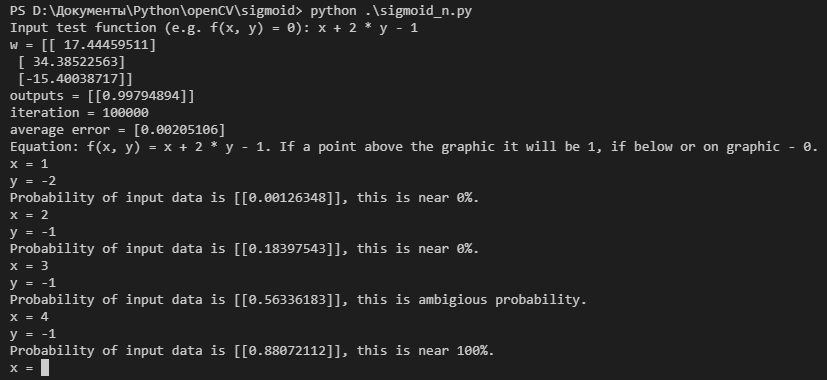 PS D:\Документы\Python\openCV\sigmoid> python .\sigmoid_n.py
Input test function (e.g. f(x, y) = 0): x + 2 * y - 1
w = [[ 17.44459511]
 [ 34.38522563]
 [-15.40038717]]
outputs = [[0.99794894]]
iteration = 100000
average error = [0.00205106]
Equation: f(x, y) = x + 2 * y - 1. If a point above the graphic it will be 1, if below or on graphic - 0.
x = 1
y = -2
Probability of input data is [[0.00126348]], this is near 0%.
x = 2
y = -1
Probability of input data is [[0.18397543]], this is near 0%.
x = 3
y = -1
Probability of input data is [[0.56336183]], this is ambigious probability.
x = 4
y = -1
Probability of input data is [[0.88072112]], this is near 100%.
x =